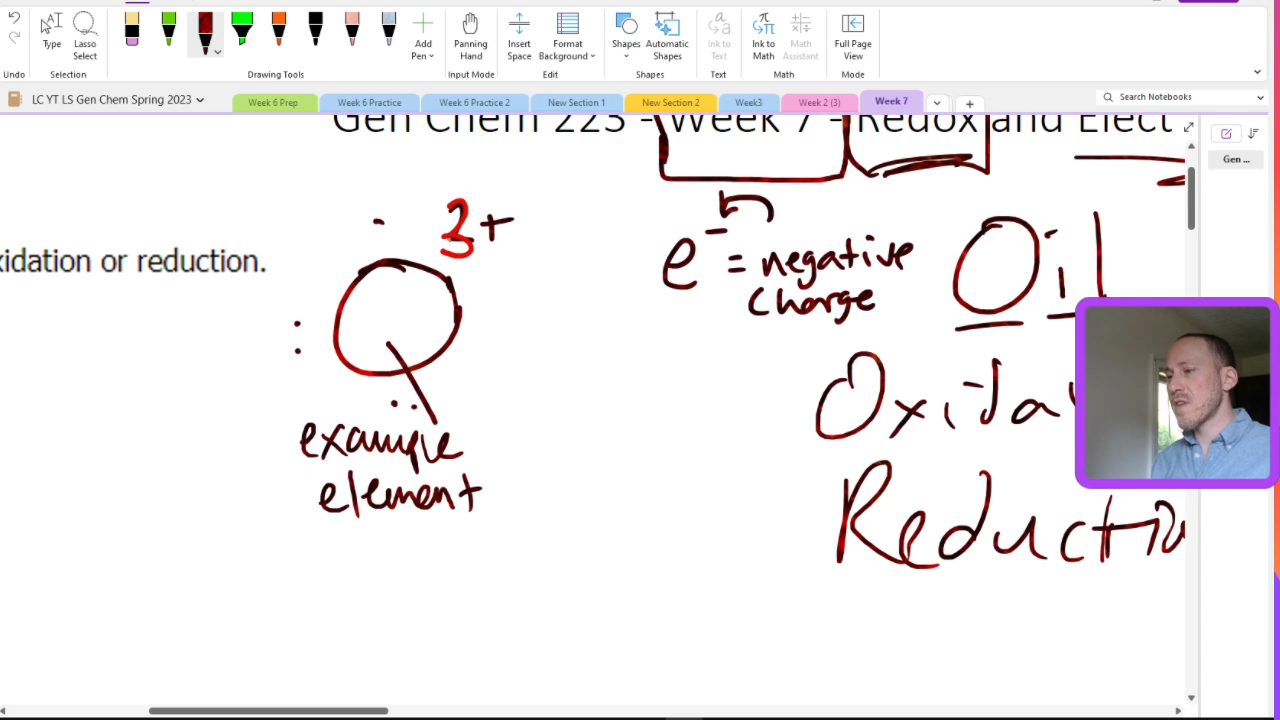 Undo
Type
Lasso
Select
Selection
Drawing Tools
Add
Pen
Panning
Hand
Input Mode
Insert
Space
Format
Background
Edit
Shapes
Automatic
Shapes
Shapes
Ink to
Text
Text
Ink to
Math
Math
Assistant
Math
Full Page
View
Mode
LC YT LS Gen Chem Spring 2023
Week 6 Prep
Week 6 Practice
Week 6 Practice 2
New Section 1
New Section 2
Week3
Week 2 (3)
Week 7
Search Notebooks
Gen ...
Gen Chem 223 - Week 7 - Redox and Elect
xidation or reduction.
3+
e- = negative
charge
Oil
Oxida
example
element
Reductio